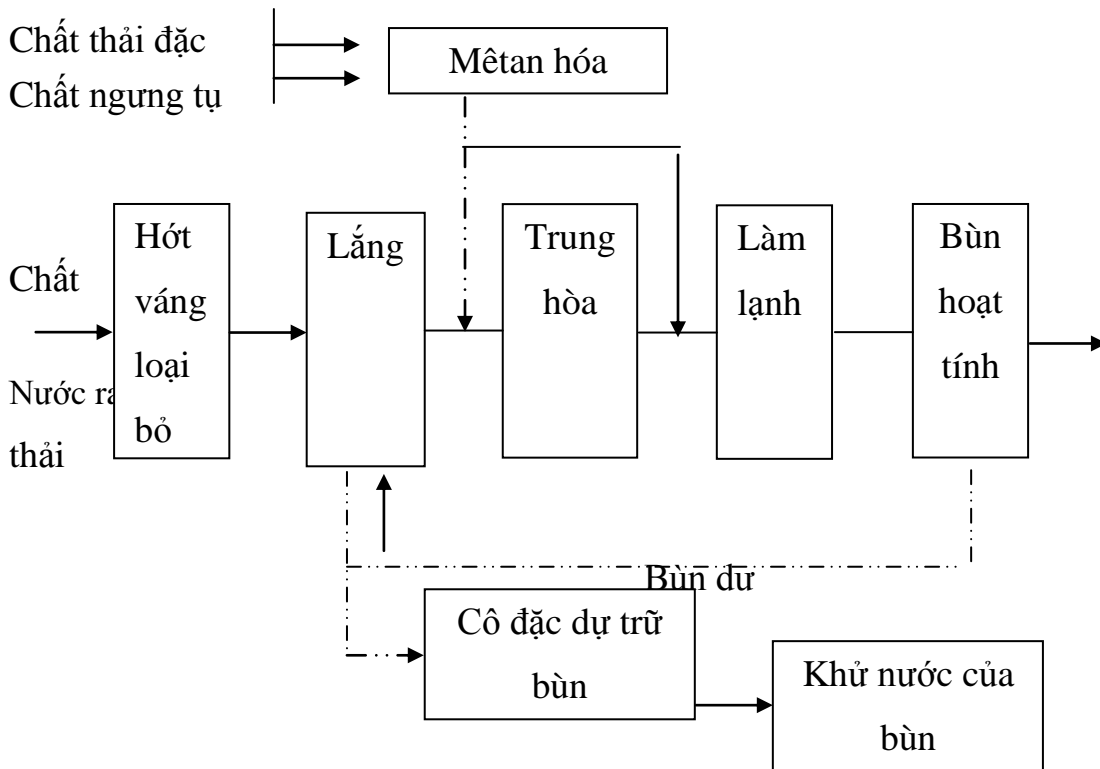 Chất thải đặc
Chất ngưng tụ
Mêtan hóa
Chất
Nước ra
thải
Hớt
váng
loại
bỏ
Lắng
Trung
hòa
Làm
lạnh
Bùn
hoạt
tính
Bùn dư
Cô đặc dự trữ
bùn
Khử nước của
bùn